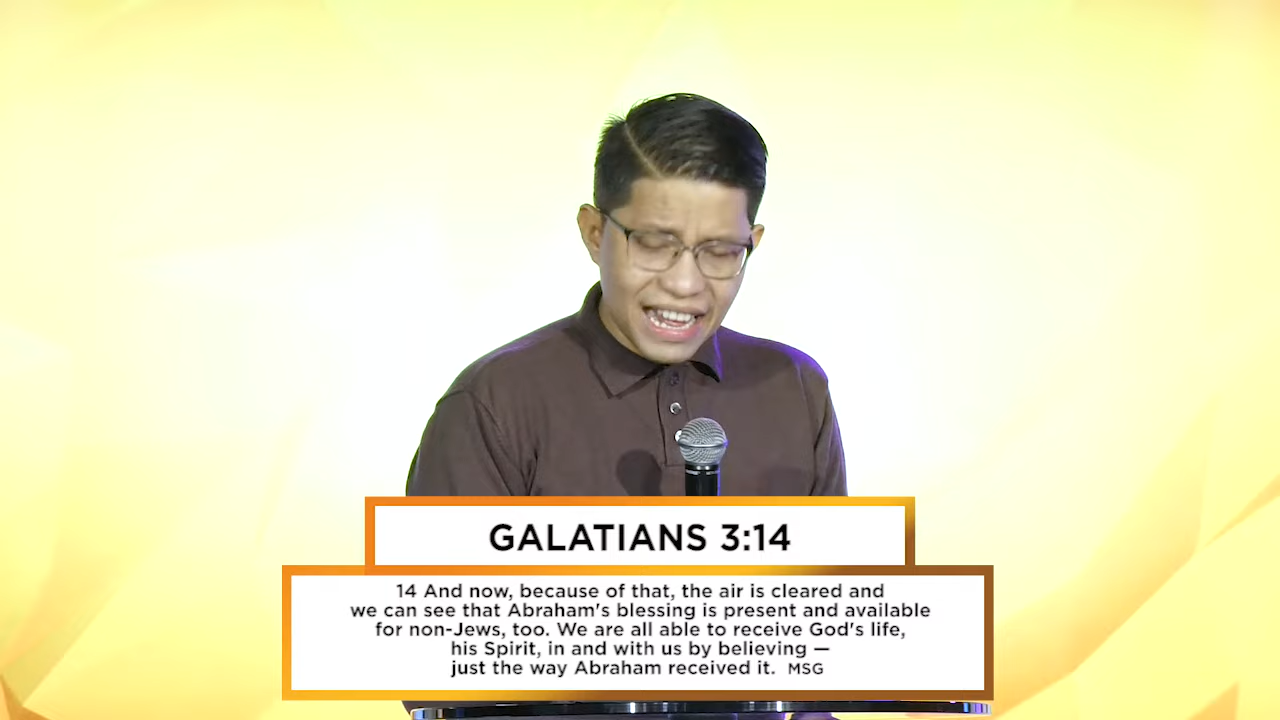 GALATIANS 3:14
14 And now, because of that, the air is cleared and
we can see that Abraham's blessing is present and available
for non-Jews, too. We are all able to receive God's life,
his Spirit, in and with us by believing —
just the way Abraham received it. MSG